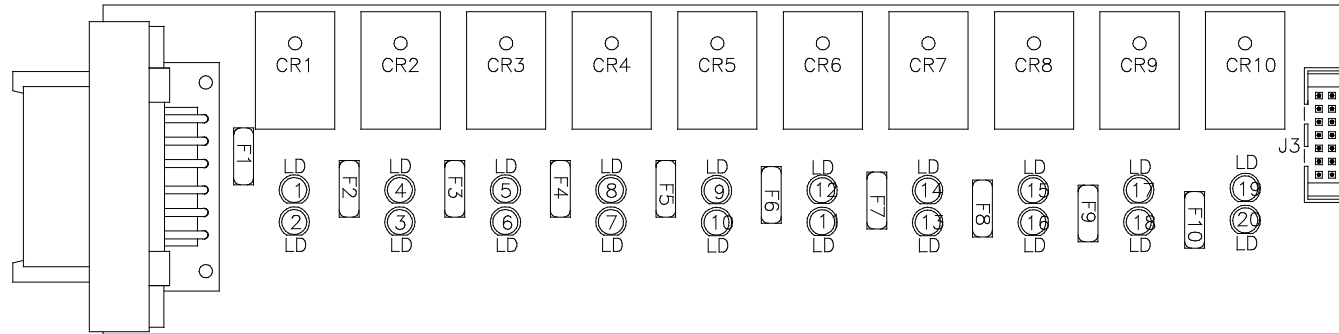 CR1 CR2 CR3 CR4 CR5 CR6 CR7 CR8 CR9 CR10
J3
F1 F2 F3 F4 F5 F6 F7 F8 F9 F10
LD LD LD LD LD LD LD LD LD LD
1 4 5 8 9 12 14 15 17 19
2 3 6 7 10 11 13 16 18 20
LD LD LD LD LD LD LD LD LD LD